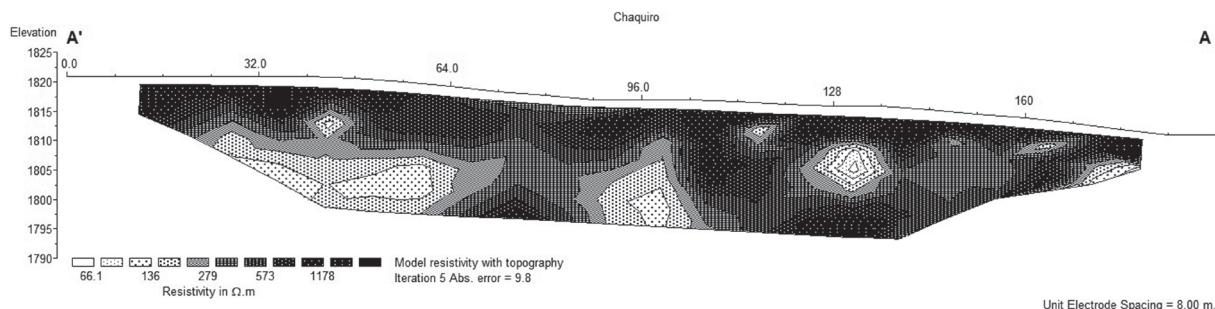 Chaquiro
Elevation A' A
0.0 32.0 64.0 96.0 128 160
1825
1820
1815
1810
1805
1800
1795
1790
66.1 136 279 573 1178
Resistivity in Ω.m
Model resistivity with topography
Iteration 5 Abs. error = 9.8
Unit Electrode Spacing = 8.00 m.